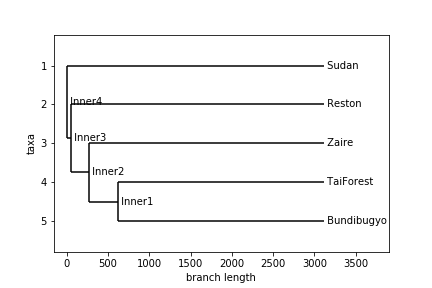 1
Sudan
2
Inner4
Reston
Inner3
3
Zaire
Inner2
4
TaiForest
Inner1
5
Bundibugyo
taxa
0 500 1000 1500 2000 2500 3000 3500
branch length